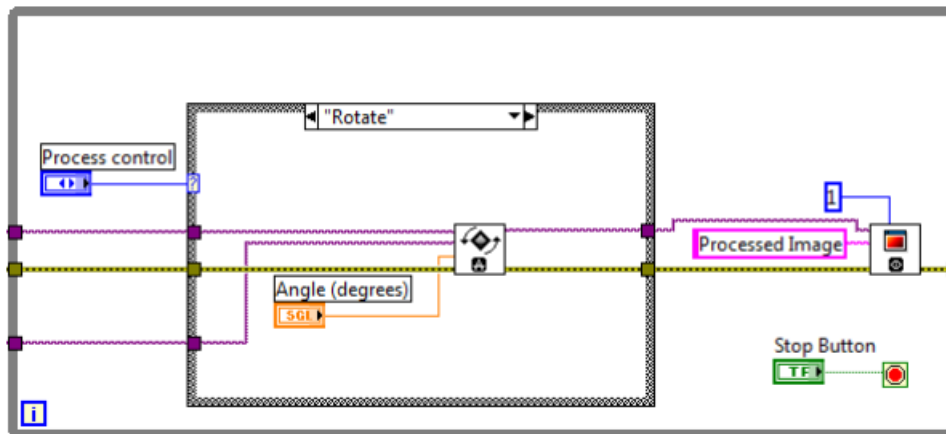 "Rotate"
Process control
?
1
Processed Image
Angle (degrees)
SGL
Stop Button
TF
i